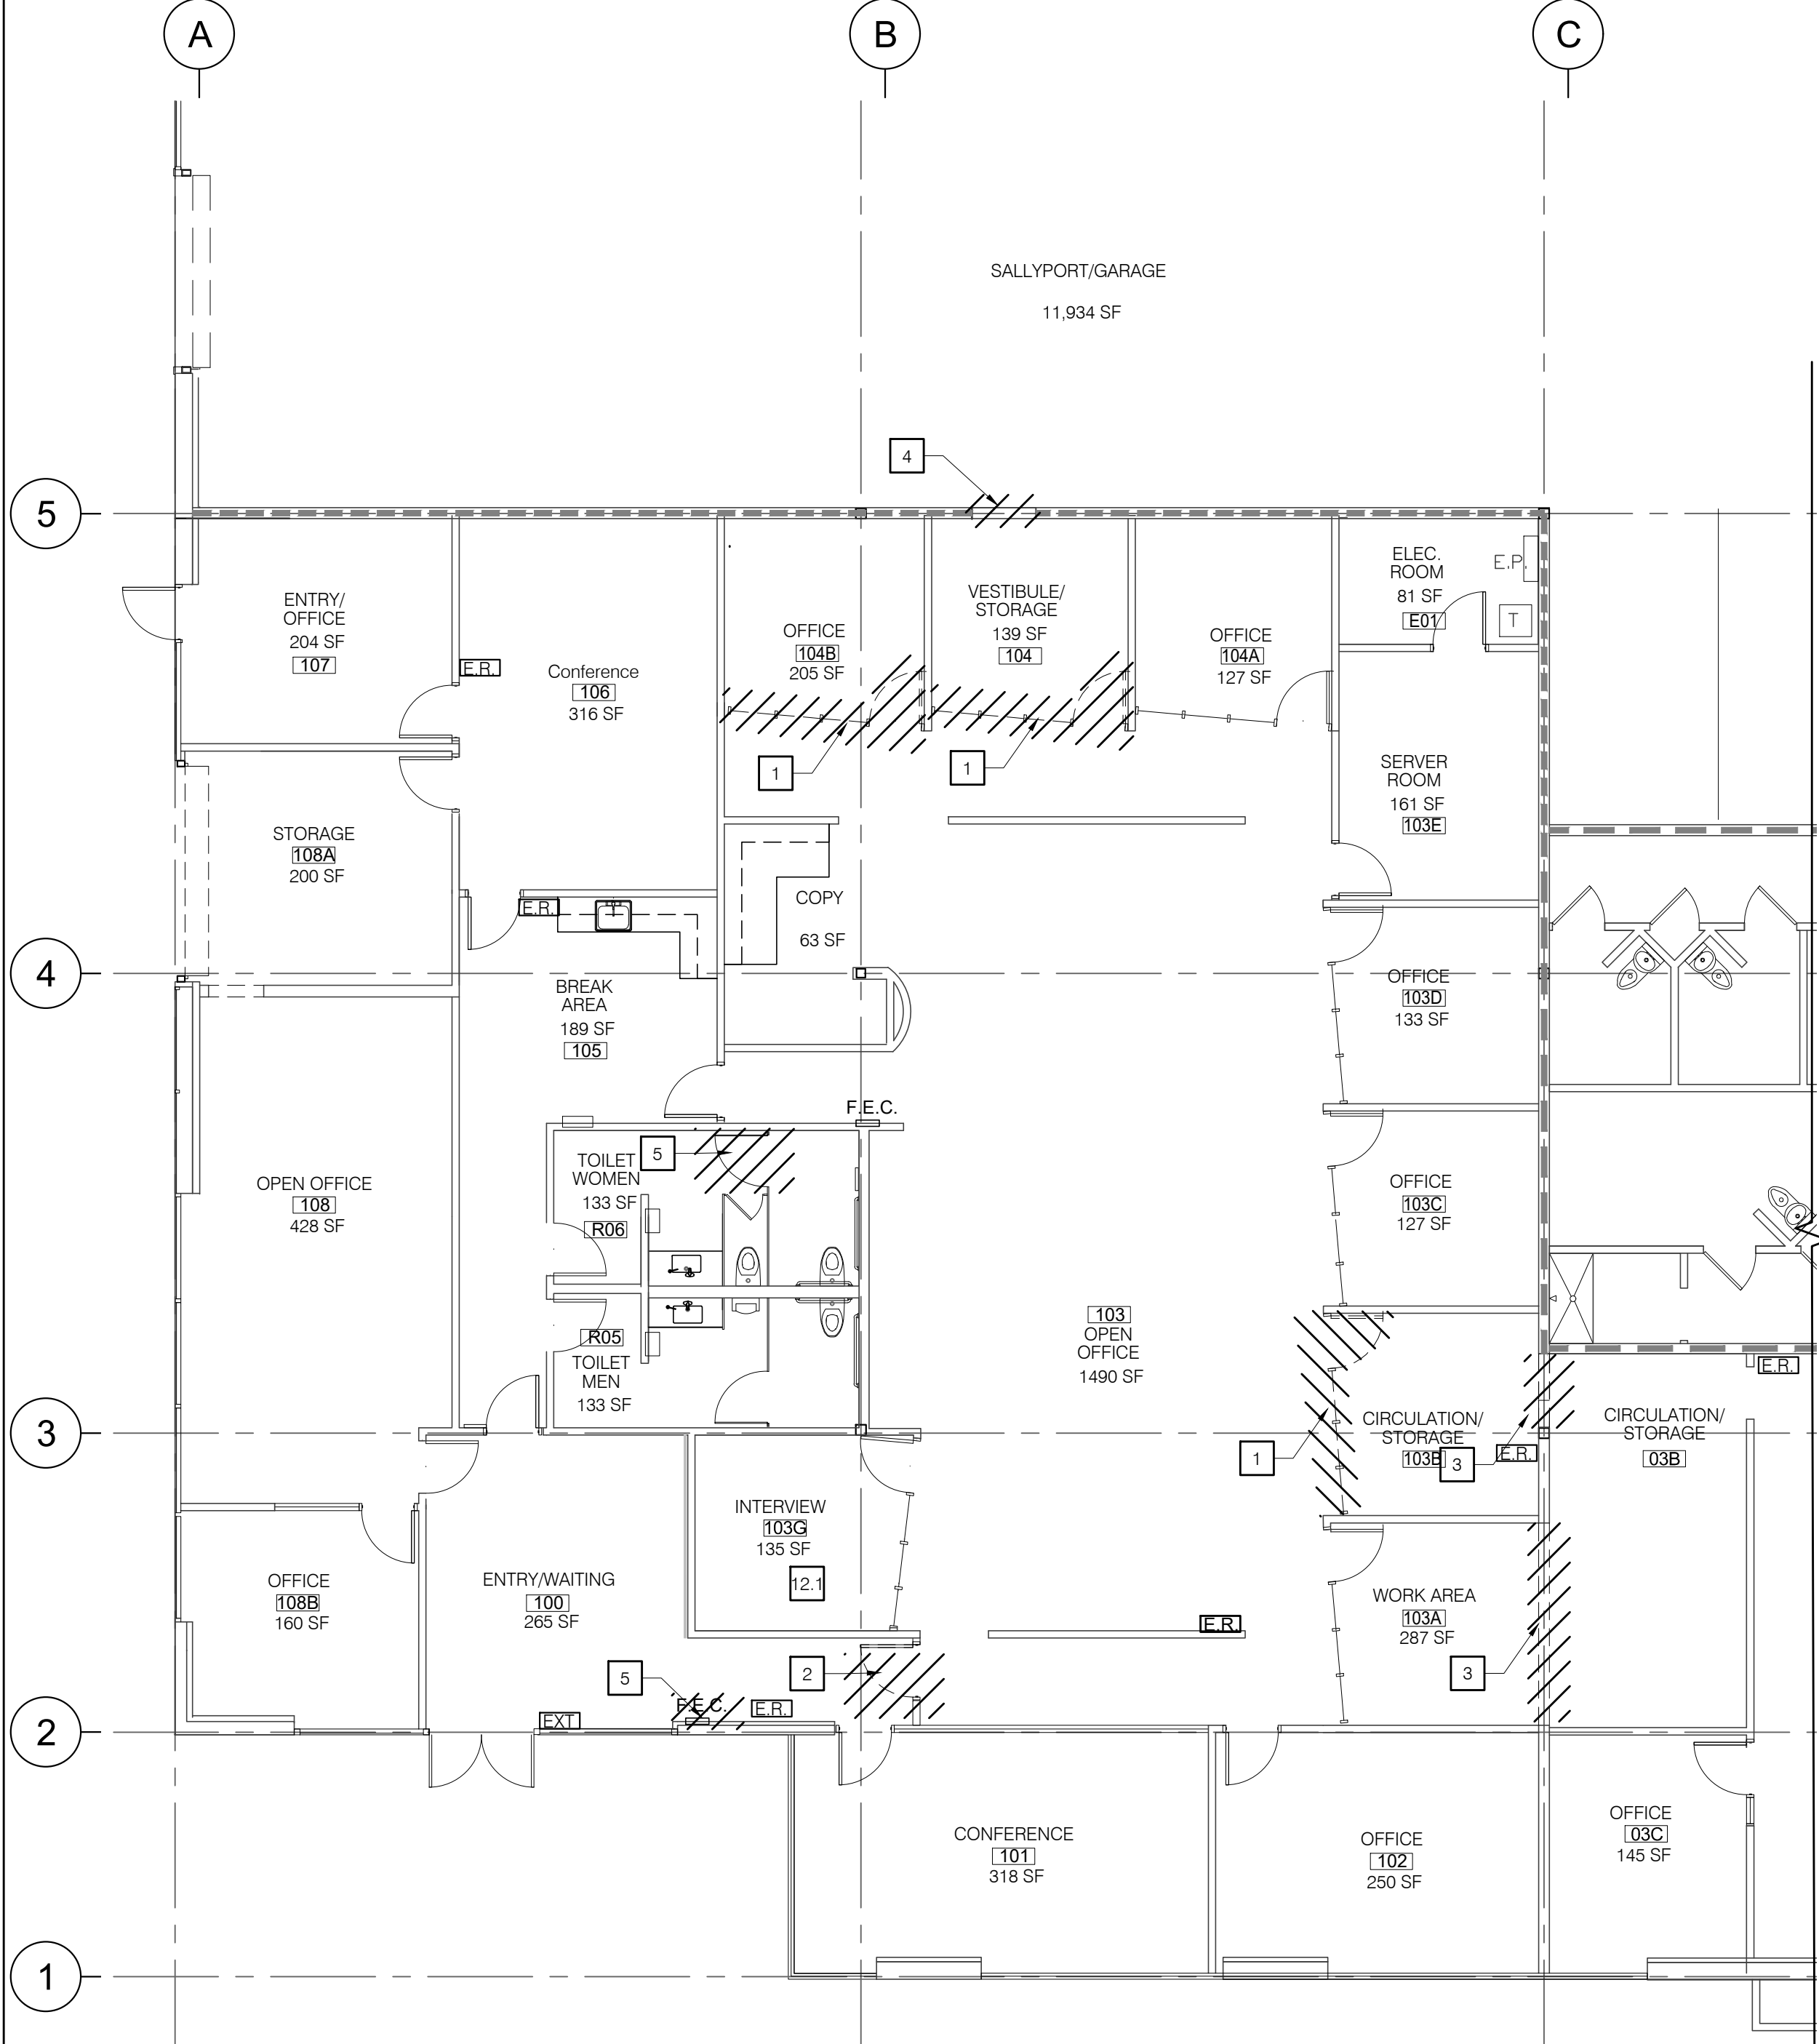 A
B
C
SALLYPORT/GARAGE
11,934 SF
4
5
ENTRY/
OFFICE
204 SF
107
E.R.
Conference
106
316 SF
OFFICE
104B
205 SF
VESTIBULE/
STORAGE
139 SF
104
OFFICE
104A
127 SF
ELEC.
ROOM
81 SF
E01
E.P.
T
1
1
SERVER
ROOM
161 SF
103E
STORAGE
108A
200 SF
E.R.
COPY
63 SF
4
BREAK
AREA
189 SF
105
OFFICE
103D
133 SF
F.E.C.
5
TOILET
WOMEN
133 SF
R06
OPEN OFFICE
108
428 SF
OFFICE
103C
127 SF
R05
TOILET
MEN
133 SF
103
OPEN
OFFICE
1490 SF
E.R.
3
1
CIRCULATION/
STORAGE
103B
3
E.R.
CIRCULATION/
STORAGE
03B
INTERVIEW
103G
135 SF
12.1
OFFICE
108B
160 SF
ENTRY/WAITING
100
265 SF
E.R.
WORK AREA
103A
287 SF
5
2
3
F.E.C.
E.R.
EXT
2
CONFERENCE
101
318 SF
OFFICE
102
250 SF
OFFICE
03C
145 SF
1